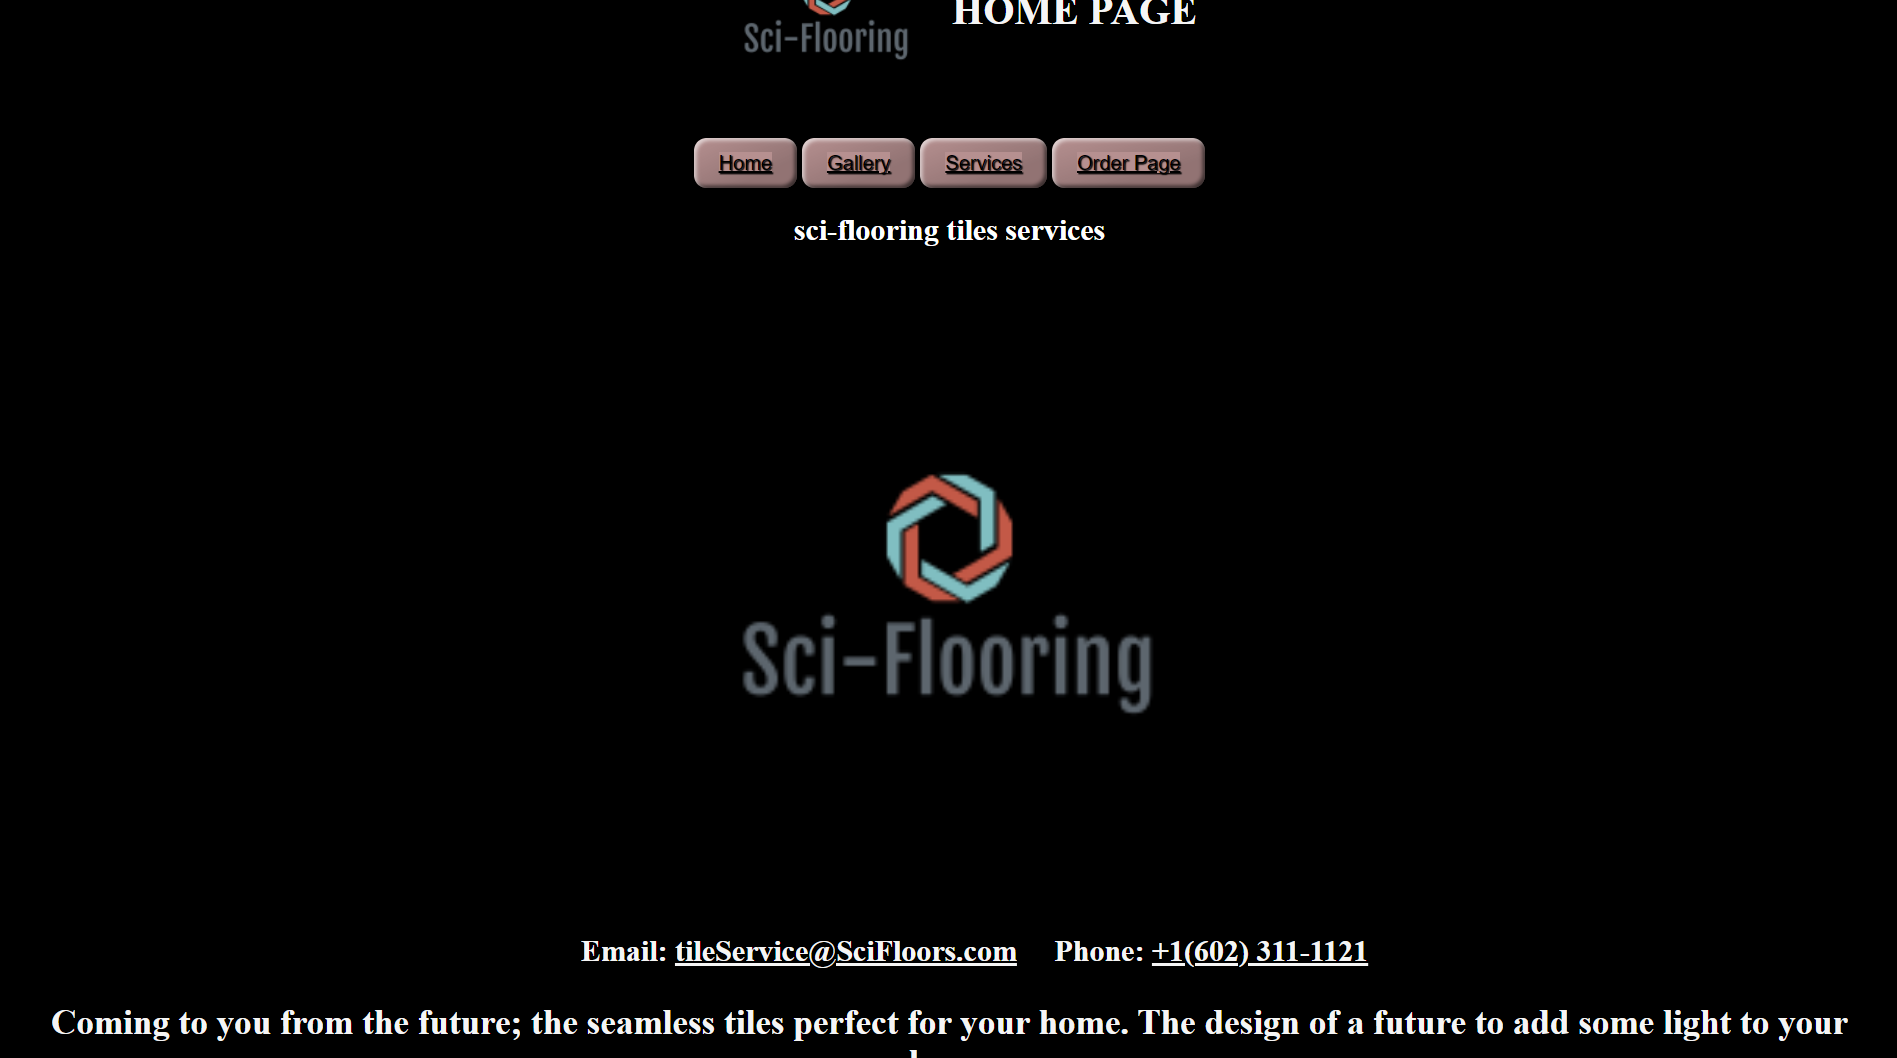 HOME PAGE
Sci-Flooring
Home Gallery Services Order Page
sci-flooring tiles services
Sci-Flooring
Email: tileService@SciFloors.com Phone: +1(602) 311-1121
Coming to you from the future; the seamless tiles perfect for your home. The design of a future to add some light to your